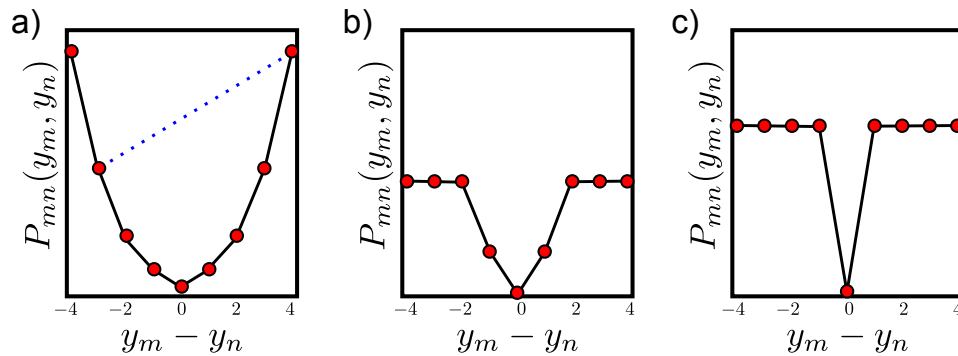 a)
P_{mn}(y_m, y_n)
−4 −2 0 2 4
y_m − y_n
b)
P_{mn}(y_m, y_n)
−4 −2 0 2 4
y_m − y_n
c)
P_{mn}(y_m, y_n)
−4 −2 0 2 4
y_m − y_n